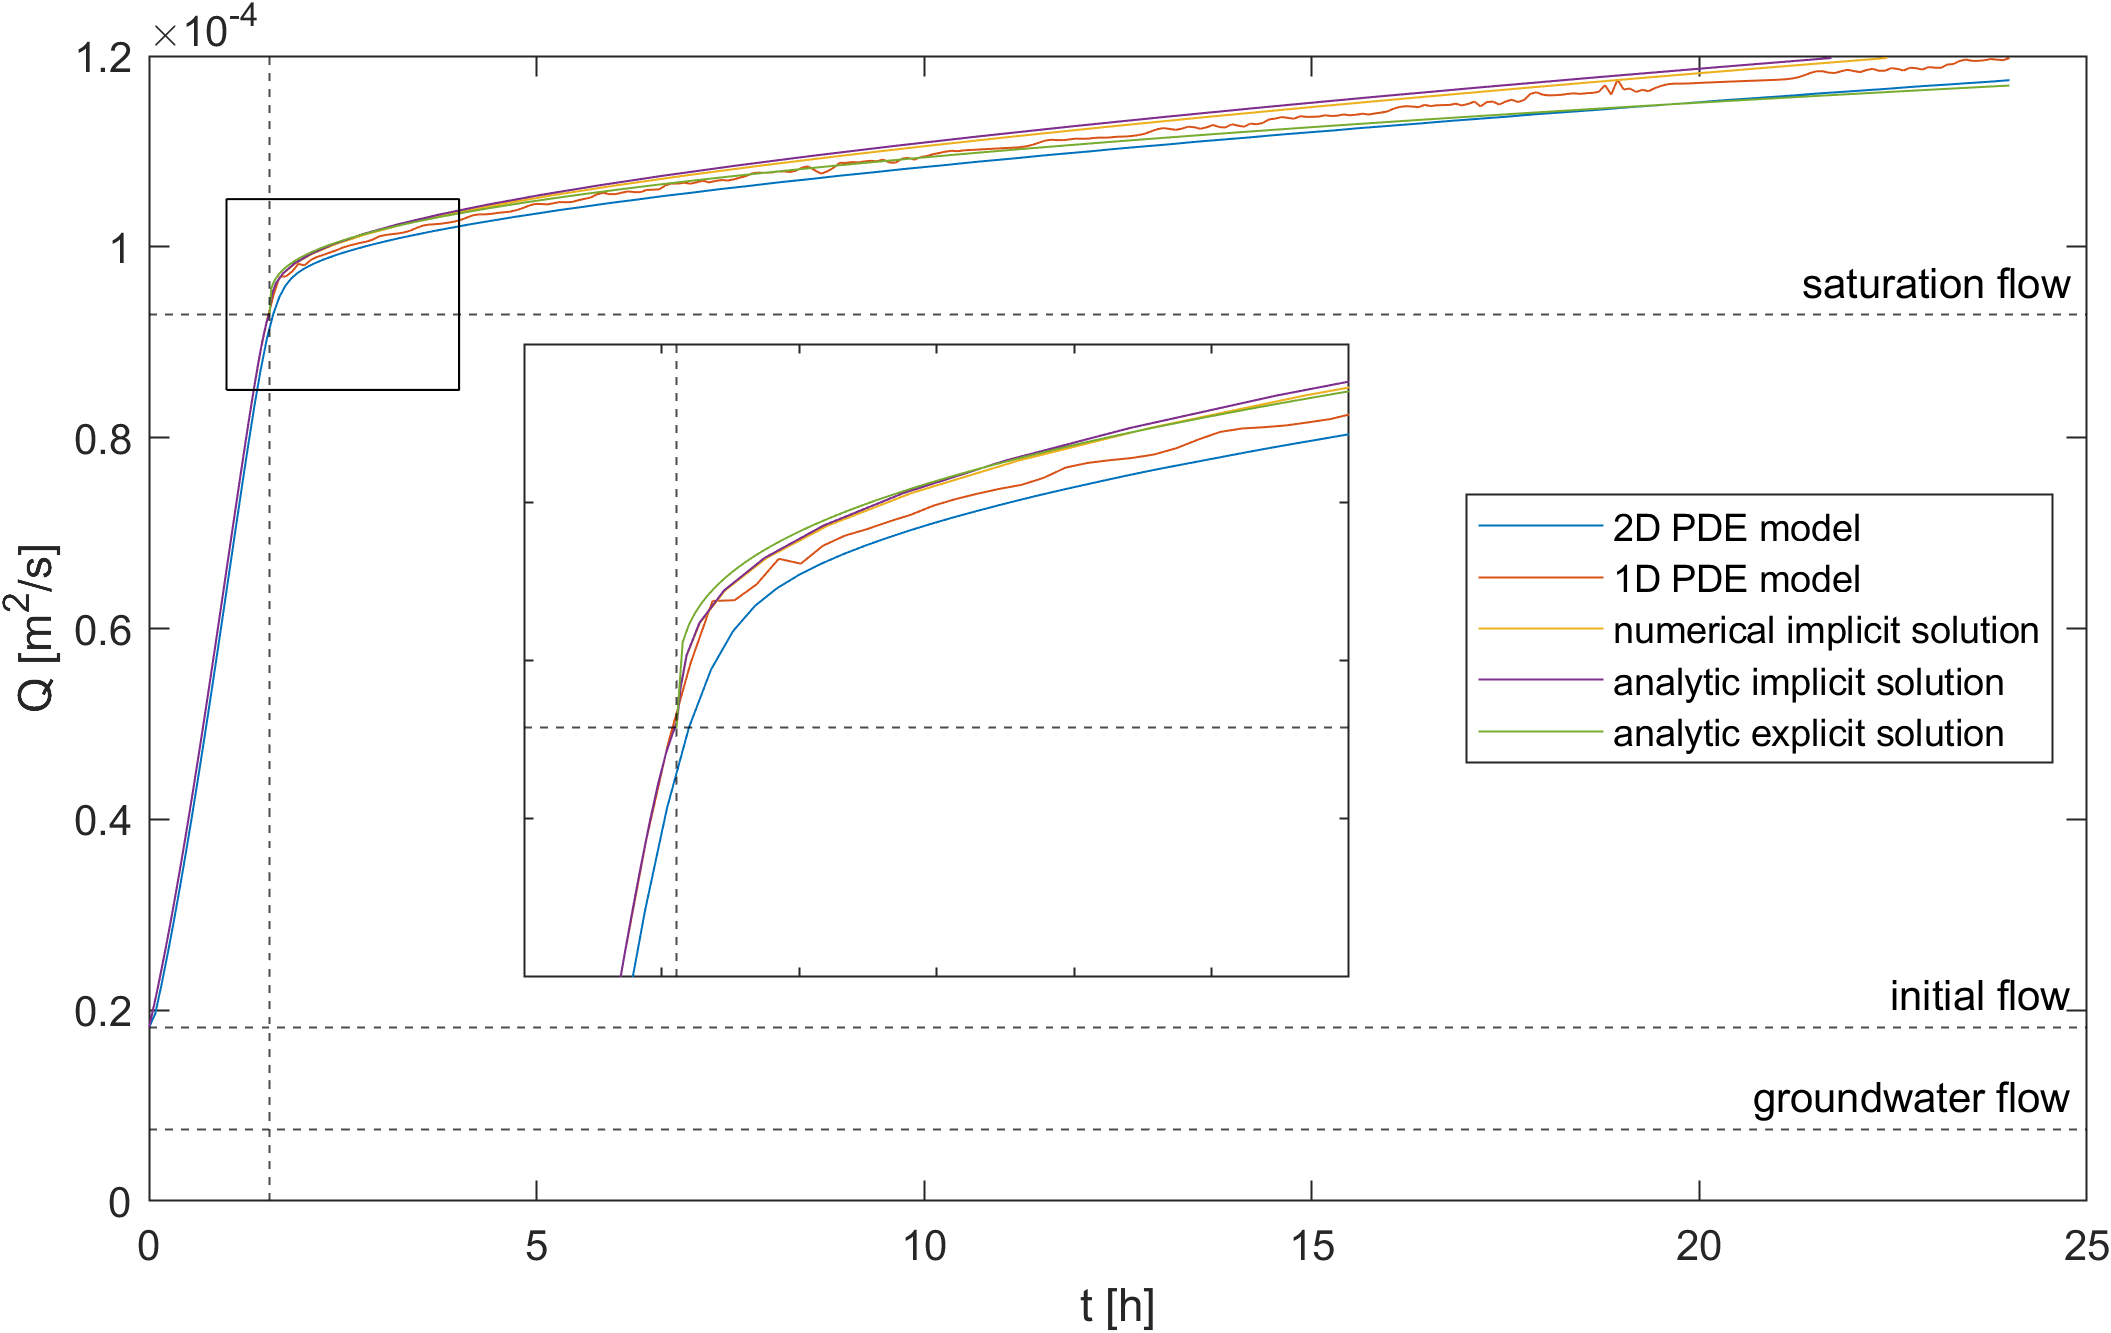 ×10^-4
1.2
1
0.8
0.6
0.4
0.2
0
Q [m^2/s]
saturation flow
2D PDE model
1D PDE model
numerical implicit solution
analytic implicit solution
analytic explicit solution
initial flow
groundwater flow
0 5 10 15 20 25
t [h]